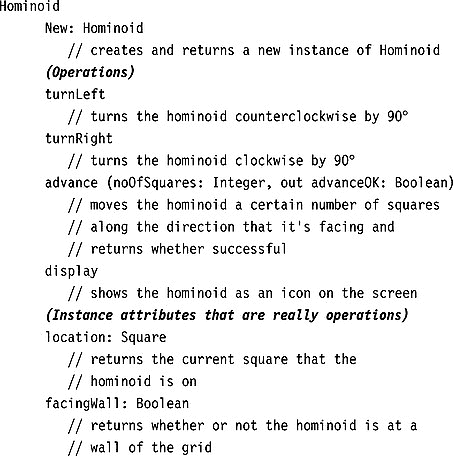 Hominoid
New: Hominoid
// creates and returns a new instance of Hominoid
(Operations)
turnLeft
// turns the hominoid counterclockwise by 90°
turnRight
// turns the hominoid clockwise by 90°
advance (noOfSquares: Integer, out advanceOK: Boolean)
// moves the hominoid a certain number of squares
// along the direction that it's facing and
// returns whether successful
display
// shows the hominoid as an icon on the screen
(Instance attributes that are really operations)
location: Square
// returns the current square that the
// hominoid is on
facingWall: Boolean
// returns whether or not the hominoid is at a
// wall of the grid